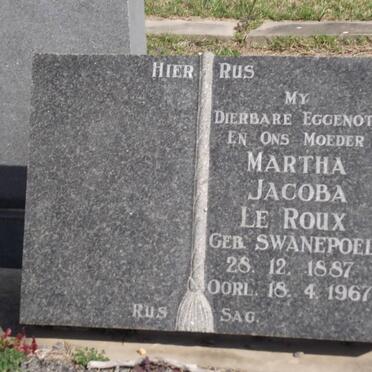 HIER RUS
MY
DIERBARE EGGENOT
EN ONS MOEDER
MARTHA
JACOBA
LE ROUX
GEB. SWANEPOEL
28. 12. 1887
OORL. 18. 4. 1967
RUS SAG.